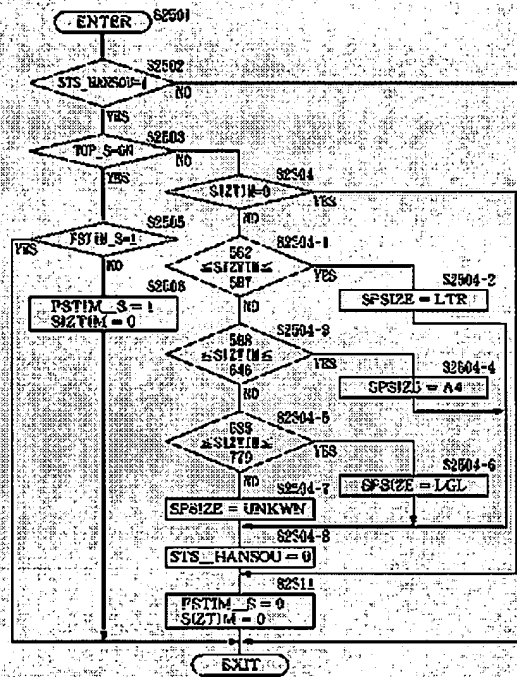 ENTER
S2501
S2502
STS_HANSOU=
NO
YES
S2503
TOP_S=ON
NO
YES
S2504
SIZTIM=0
YES
NO
S2505
FSTIM_S=1
YES
NO
S2504-1
562
≤SIZTIM≤
587
YES
NO
S2504-2
SPSIZE = LTR
S2506
FSTIM_S = 1
SIZTIM = 0
S2504-3
588
≤SIZTIM≤
646
NO
S2504-4
SPSIZE = A4
S2504-5
≤SIZTIM≤
770
YES
NO
S2504-6
SPSIZE = LGL
S2504-7
SPSIZE = UNKWN
S2504-8
STS_HANSOU = 0
S2511
FSTIM_S = 0
SIZTIM = 0
EXIT